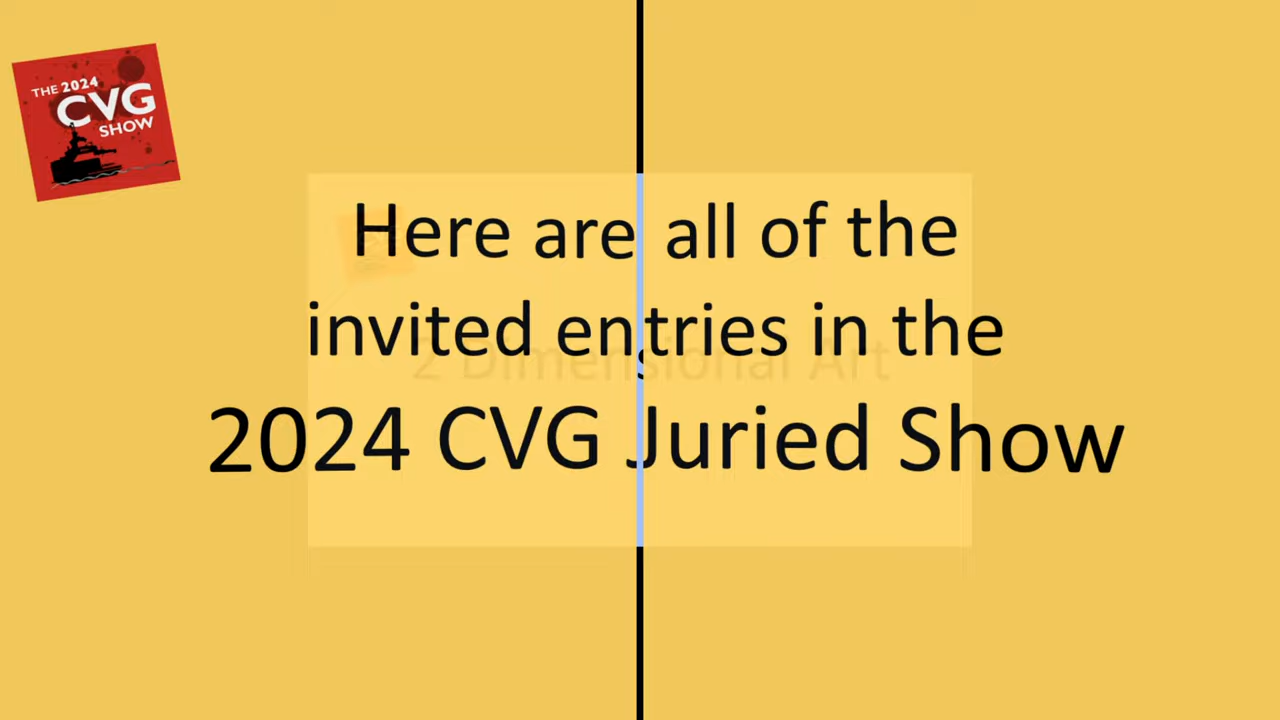 THE 2024
CVG
SHOW
Here are all of the
invited entries in the
2 Dimensional Art
2024 CVG Juried Show